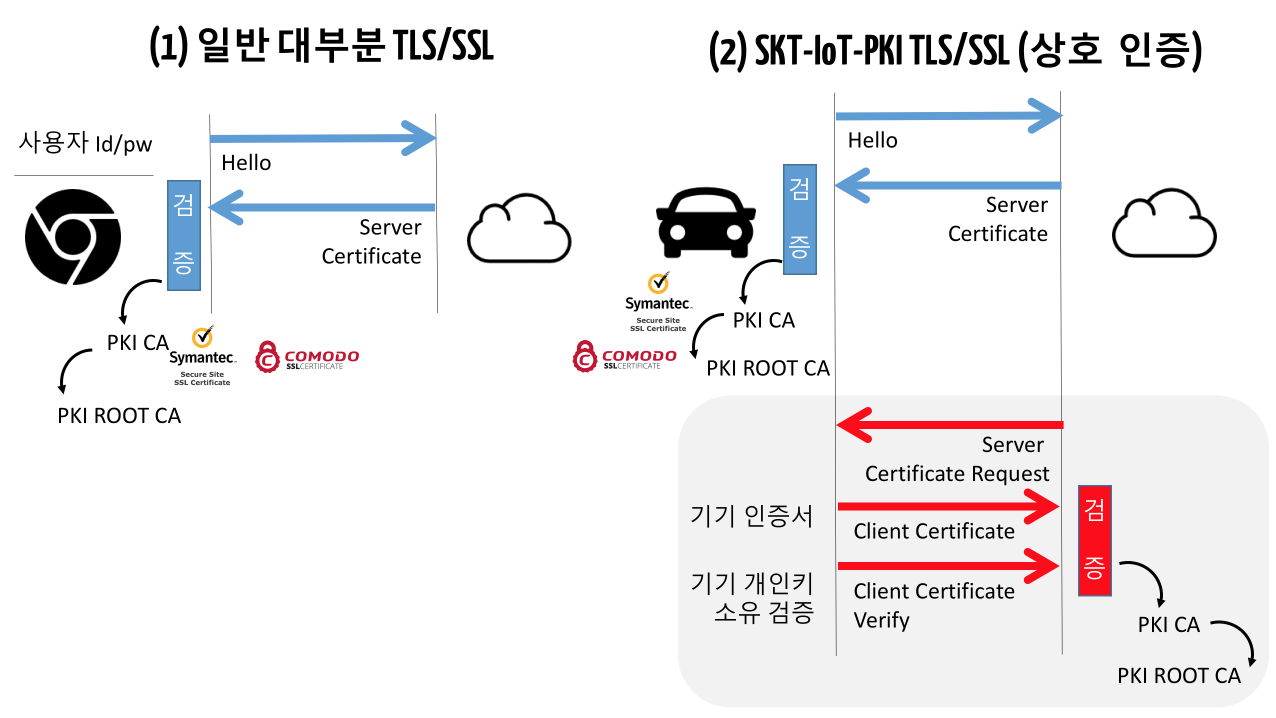 (1) 일반 대부분 TLS/SSL
사용자 Id/pw
Hello
검
증
Server
Certificate
PKI CA
PKI ROOT CA
Symantec.
Secure Site
SSL Certificate
COMODO
SSLCERTIFICATE
(2) SKT-IoT-PKI TLS/SSL (상호 인증)
Hello
검
증
Server
Certificate
Symantec.
Secure Site
SSL Certificate
PKI CA
COMODO
SSLCERTIFICATE
PKI ROOT CA
Server
Certificate Request
기기 인증서
Client Certificate
검
증
기기 개인키
소유 검증
Client Certificate
Verify
PKI CA
PKI ROOT CA